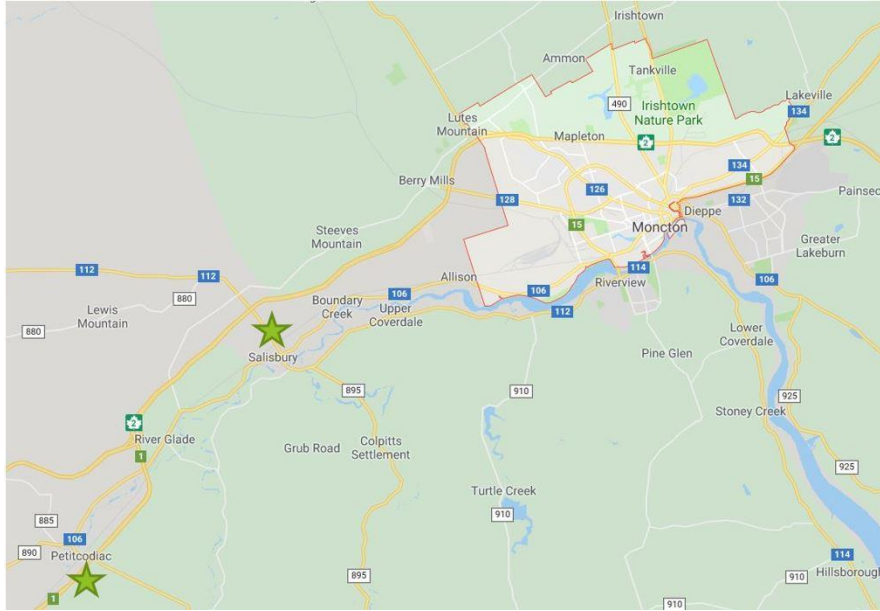 Irishtown
Ammon
Tankville
Lakeville
490
134
Irishtown
Nature Park
Lutes
Mountain
Mapleton
2
2
134
Berry Mills
15
126
132
Painsec
128
Dieppe
15
Moncton
Steeves
Mountain
Greater
Lakeburn
114
112
112
Allison
106
Riverview
106
880
106
Boundary
Creek
Lewis
Mountain
Upper
Coverdale
112
880
Lower
Coverdale
Salisbury
Pine Glen
895
910
925
Stoney Creek
2
River Glade
Grub Road
Colpitts
Settlement
1
925
Turtle Creek
910
885
106
890
Petitcodiac
114
895
910
Hillsborough
1
910